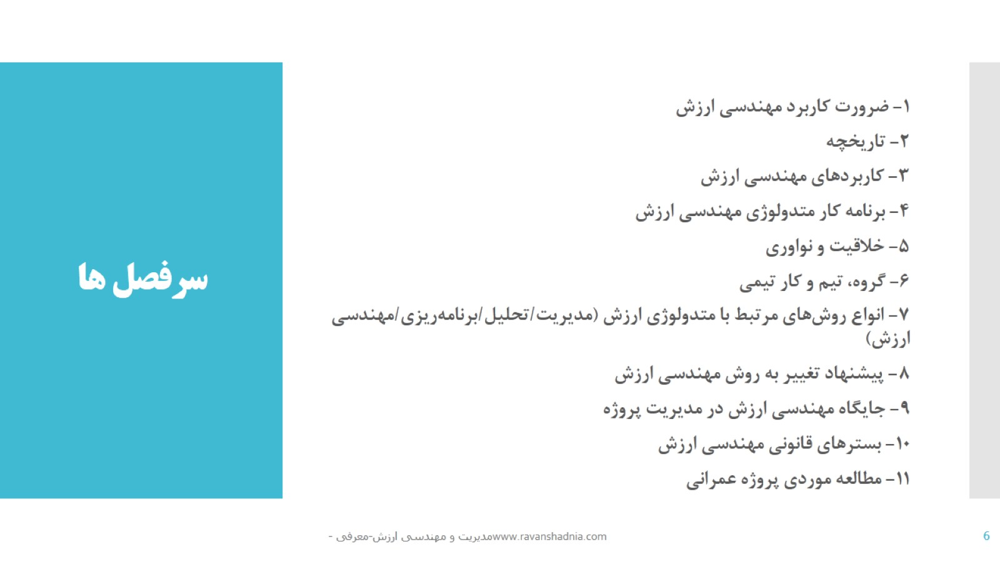 سرفصل ها
۱- ضرورت کاربرد مهندسی ارزش
۲- تاریخچه
۳- کاربردهای مهندسی ارزش
۴- برنامه کار متدولوژی مهندسی ارزش
۵- خلاقیت و نواوری
۶- گروه، تیم و کار تیمی
۷- انواع روش‌های مرتبط با متدولوژی ارزش (مدیریت/تحلیل/برنامه‌ریزی/مهندسی
ارزش)
۸- پیشنهاد تغییر به روش مهندسی ارزش
۹- جایگاه مهندسی ارزش در مدیریت پروژه
۱۰- بسترهای قانونی مهندسی ارزش
۱۱- مطالعه موردی پروژه عمرانی
www.ravanshadnia.comمدیریت و مهندسی ارزش-معرفی -
6